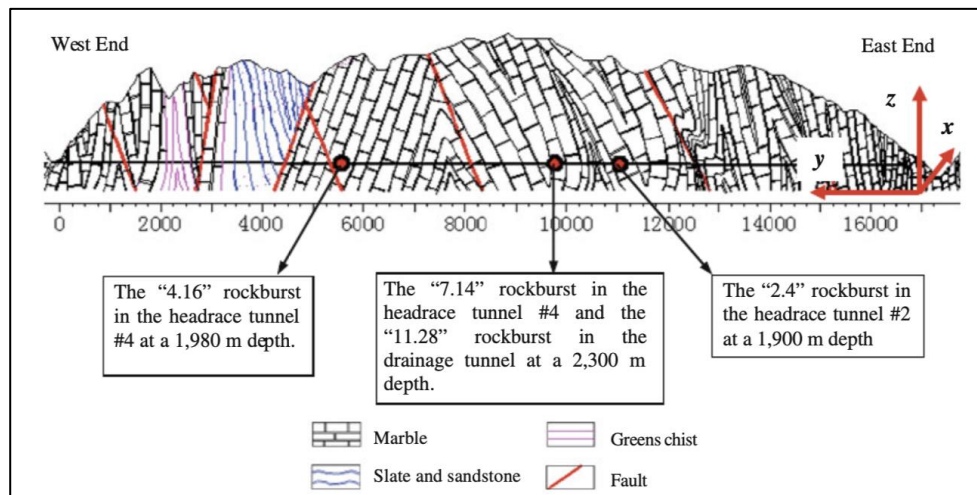 West End
East End
z
x
y
0 2000 4000 6000 8000 10000 12000 14000 16000
The “4.16” rockburst
in the headrace tunnel
#4 at a 1,980 m depth.
The “7.14” rockburst in the
headrace tunnel #4 and the
“11.28” rockburst in the
drainage tunnel at a 2,300 m
depth.
The “2.4” rockburst in
the headrace tunnel #2
at a 1,900 m depth
Marble
Greens chist
Slate and sandstone
Fault